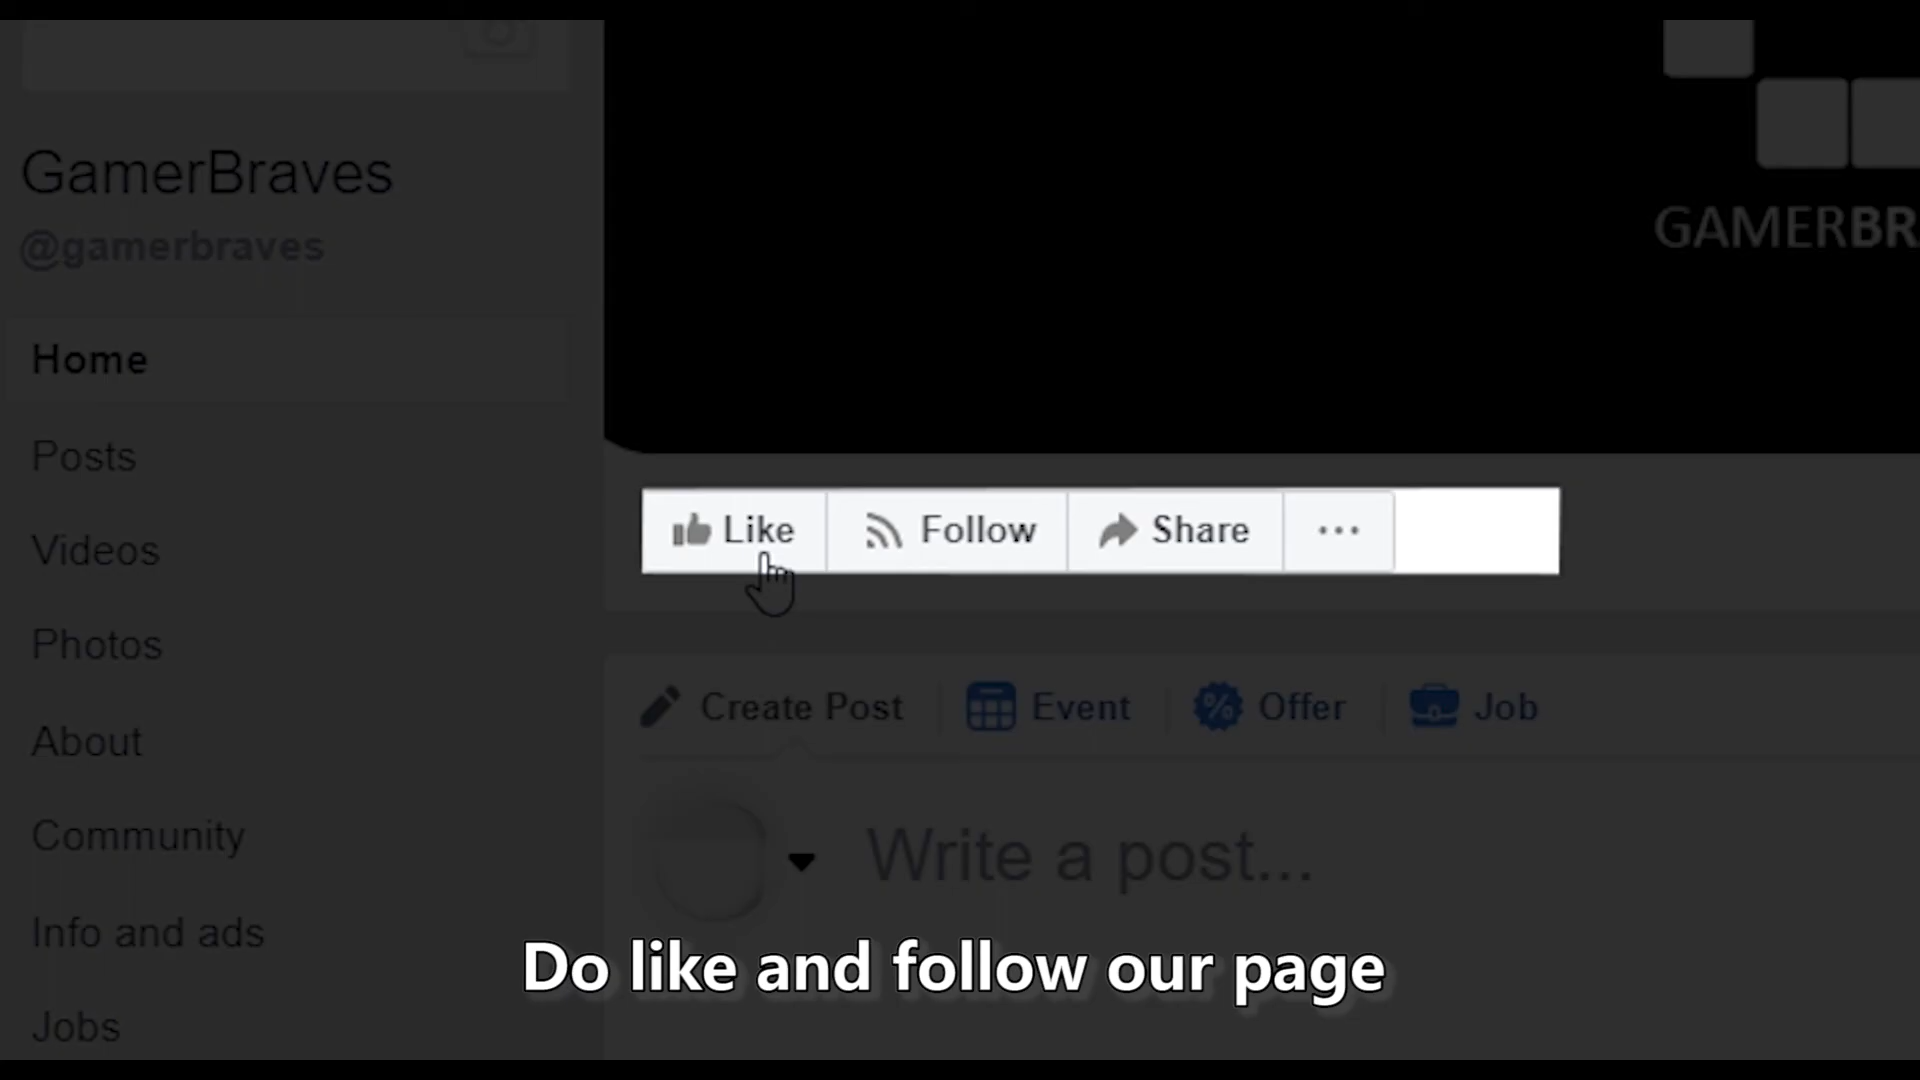 GamerBraves
@gamerbraves
Home
Posts
Videos
Photos
About
Community
Info and ads
Jobs
GAMERBR
Like
Follow
Share
Create Post
Event
Offer
Job
Write a post...
Do like and follow our page